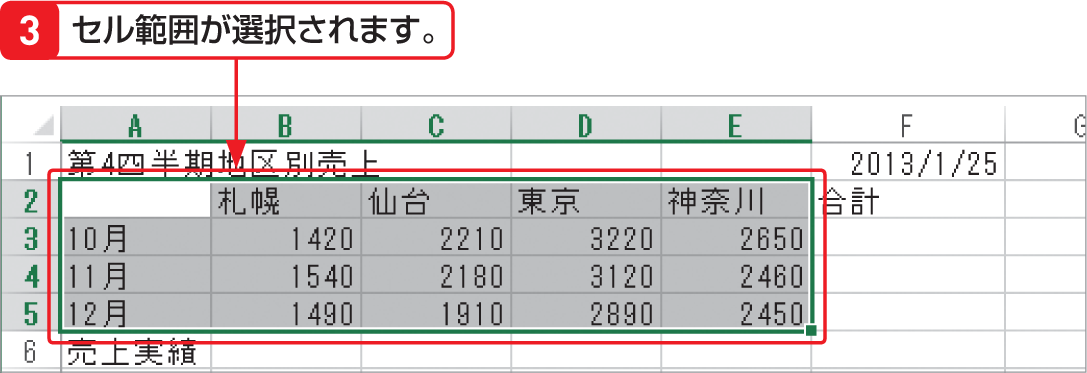 3 セル範囲が選択されます。
A B C D E F G
1 第4四半期地区別売上 2013/1/25
2 札幌 仙台 東京 神奈川 合計
3 10月 1420 2210 3220 2650
4 11月 1540 2180 3120 2460
5 12月 1490 1910 2890 2450
6 売上実績